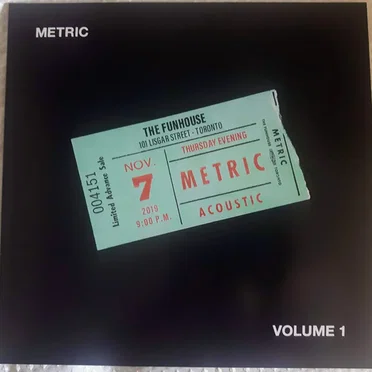 METRIC
THE FUNHOUSE
101 LISGAR STREET - TORONTO
THURSDAY EVENING
METRIC
ACOUSTIC
NOV.
7
2019
9:00 P.M.
Limited Advance Sale
004151
METRIC
VOLUME 1